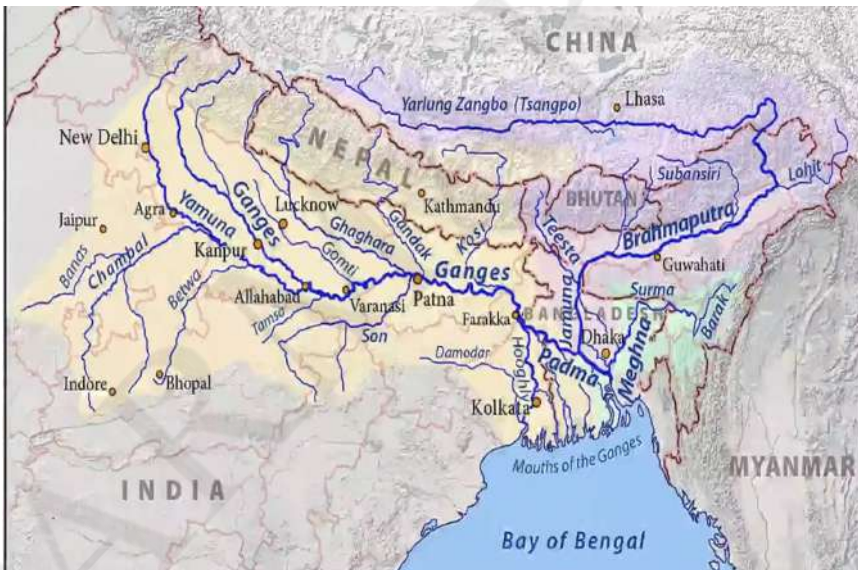 CHINA
Yarlung Zangbo (Tsangpo)
Lhasa
New Delhi
NEPAL
Subansiri
Lohit
BHUTAN
Ganges
Lucknow
Kathmandu
Teesta
Brahmaputra
Jaipur
Agra
Yamuna
Ghaghara
Gandak
Kosi
Banas
Chambal
Kanpur
Gomti
Ganges
Guwahati
Betwa
Allahabad
Varanasi
Patna
Surma
Tamsa
Son
Farakka
BANGLADESH
Jamuna
Barak
Dhaka
Meghna
Damodar
Hooghly
Padma
Indore
Bhopal
Kolkata
Mouths of the Ganges
MYANMAR
INDIA
Bay of Bengal